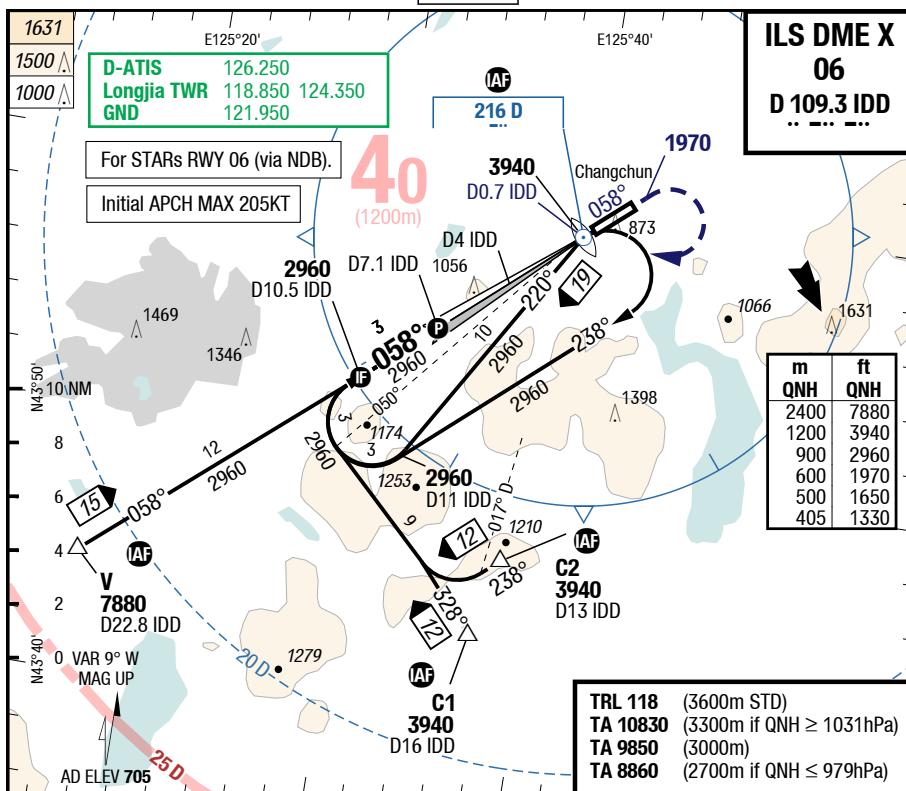 1631
1500
1000
E125°20'
E125°40'
ILS DME X
06
D 109.3 IDD
D-ATIS 126.250
Longjia TWR 118.850 124.350
GND 121.950
For STARs RWY 06 (via NDB).
Initial APCH MAX 205KT
40
(1200m)
IAF
216 D
3940
D0.7 IDD
Changchun
058°
1970
873
D4 IDD
D7.1 IDD
1056
2960
D10.5 IDD
P
220°
19
1066
1631
1469
1346
3
058°
2960
10
2960
238°
2960
IF
050°
1398
N43°50'
10 NM
8
6
4
2
0
N43°40'
12
2960
058°
15
3
1174
2960
3
1253
2960
D11 IDD
9
017° D
12
1210
238°
IAF
C2
3940
D13 IDD
IAF
V
7880
D22.8 IDD
328°
12
IAF
C1
3940
D16 IDD
1279
20 D
25 D
VAR 9° W
MAG UP
AD ELEV 705
m ft
QNH QNH
2400 7880
1200 3940
900 2960
600 1970
500 1650
405 1330
TRL 118 (3600m STD)
TA 10830 (3300m if QNH ≥ 1031hPa)
TA 9850 (3000m)
TA 8860 (2700m if QNH ≤ 979hPa)